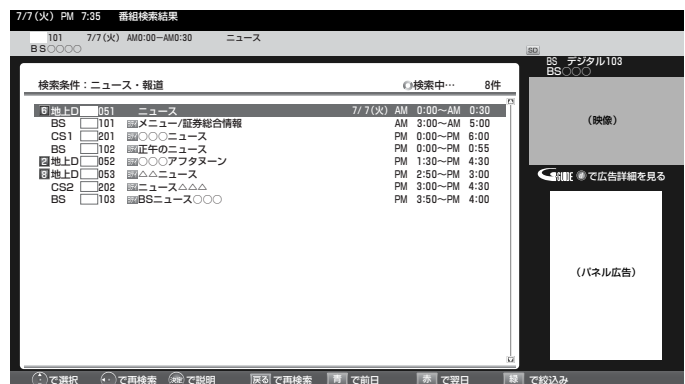 7/7(火) PM 7:35 番組検索結果
101 7/7(火) AM0:00−AM0:30 ニュース
BS○○○○
SD
BS デジタル103
BS○○○
検索条件:ニュース・報道 検索中… 8件
6 地上D 051 ニュース 7/7(火) AM 0:00〜AM 0:30
BS 101 メニュー/証券総合情報 AM 3:00〜AM 5:00
CS1 201 ○○○ニュース PM 0:00〜PM 6:00
BS 102 正午のニュース PM 0:00〜PM 0:55
2 地上D 052 ○○○アフタヌーン PM 1:30〜PM 4:30
8 地上D 053 △△ニュース PM 2:50〜PM 3:00
CS2 202 ニュース△△△ PM 3:00〜PM 4:30
BS 103 BSニュース○○○ PM 3:50〜PM 4:00
(映像)
GGUIDE で広告詳細を見る
(パネル広告)
で選択 で再検索 決定 で説明 戻る で再検索 青 で前日 赤 で翌日 緑 で絞込み